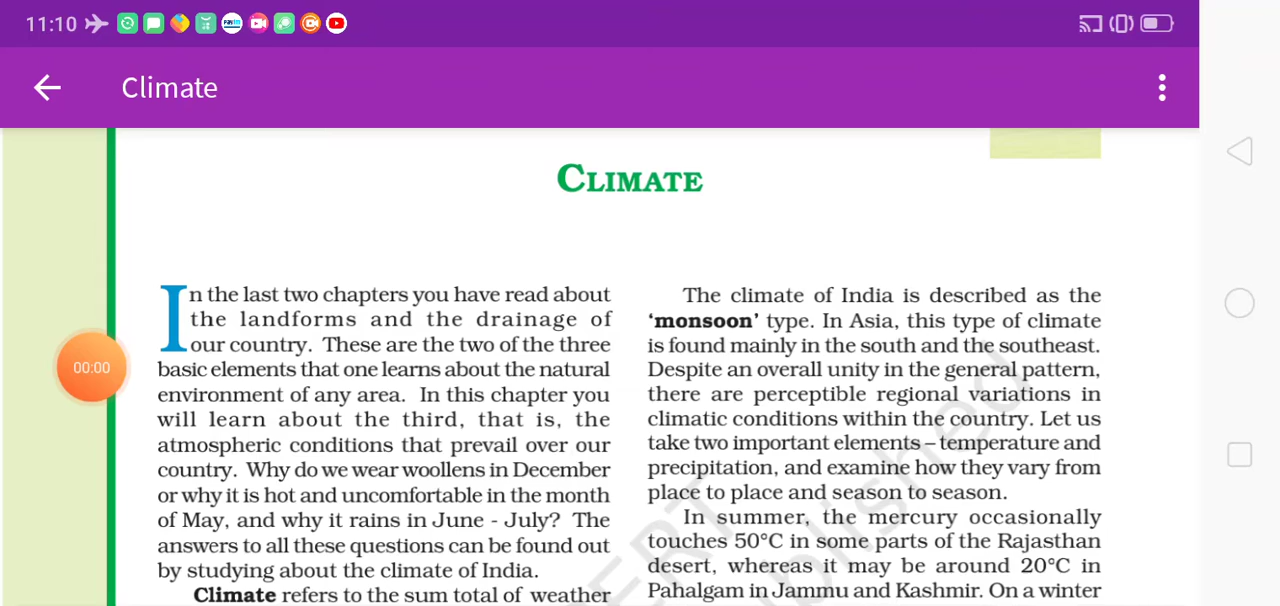 11:10
Climate
CLIMATE
In the last two chapters you have read about
the landforms and the drainage of
our country. These are the two of the three
basic elements that one learns about the natural
environment of any area. In this chapter you
will learn about the third, that is, the
atmospheric conditions that prevail over our
country. Why do we wear woollens in December
or why it is hot and uncomfortable in the month
of May, and why it rains in June - July? The
answers to all these questions can be found out
by studying about the climate of India.
Climate refers to the sum total of weather
The climate of India is described as the
‘monsoon’ type. In Asia, this type of climate
is found mainly in the south and the southeast.
Despite an overall unity in the general pattern,
there are perceptible regional variations in
climatic conditions within the country. Let us
take two important elements – temperature and
precipitation, and examine how they vary from
place to place and season to season.
In summer, the mercury occasionally
touches 50°C in some parts of the Rajasthan
desert, whereas it may be around 20°C in
Pahalgam in Jammu and Kashmir. On a winter
00:00